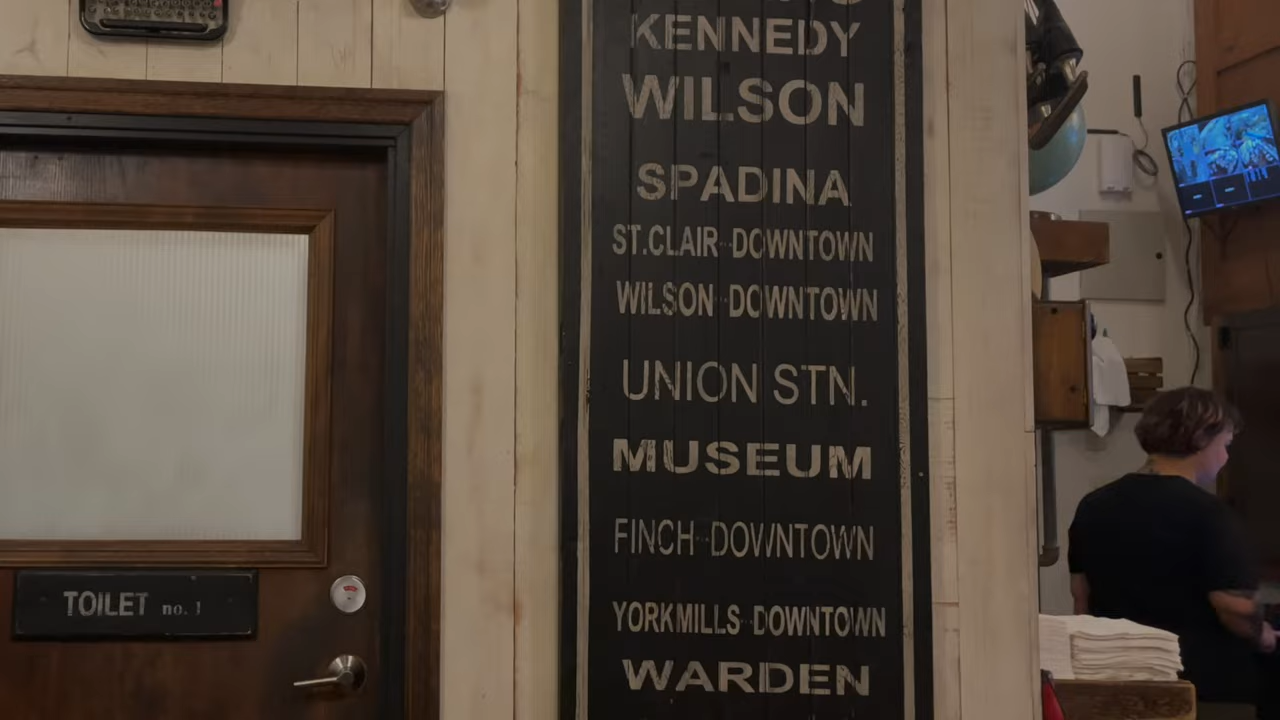 KENNEDY
WILSON
SPADINA
ST.CLAIR-DOWNTOWN
WILSON-DOWNTOWN
UNION STN.
MUSEUM
FINCH-DOWNTOWN
YORKMILLS-DOWNTOWN
WARDEN
TOILET no. 1